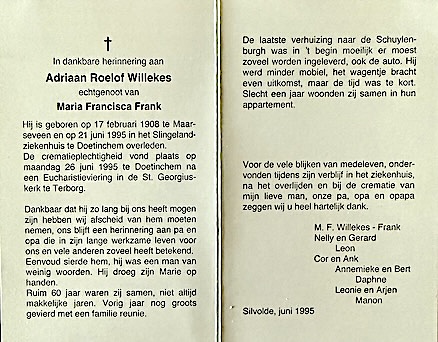 †
In dankbare herinnering aan
Adriaan Roelof Willekes
echtgenoot van
Maria Francisca Frank
Hij is geboren op 17 februari 1908 te Maar-
seveen en op 21 juni 1995 in het Slingeland-
ziekenhuis te Doetinchem overleden.
De crematieplechtigheid vond plaats op
maandag 26 juni 1995 te Doetinchem na
een Eucharistieviering in de St. Georgius-
kerk te Terborg.
Dankbaar dat hij zo lang bij ons heeft mogen
zijn hebben wij afscheid van hem moeten
nemen, ons blijft een herinnering aan pa en
opa die in zijn lange werkzame leven voor
ons en vele anderen zoveel heeft betekend.
Eenvoud sierde hem, hij was een man van
weinig woorden. Hij droeg zijn Marie op
handen.
Ruim 60 jaar waren zij samen, niet altijd
makkelijke jaren. Vorig jaar nog groots
gevierd met een familie reunie.
De laatste verhuizing naar de Schuylen-
burgh was in 't begin moeilijk er moest
zoveel worden ingeleverd, ook de auto. Hij
werd minder mobiel, het wagentje bracht
even uitkomst, maar de tijd was te kort.
Slecht een jaar woonden zij samen in hun
appartement.
Voor de vele blijken van medeleven, onder-
vonden tijdens zijn verblijf in het ziekenhuis,
na het overlijden en bij de crematie van
mijn lieve man, onze pa, opa en opapa
zeggen wij u heel hartelijk dank.
M. F. Willekes - Frank
Nelly en Gerard
Leon
Cor en Ank
Annemieke en Bert
Daphne
Leonie en Arjen
Manon
Silvolde, juni 1995